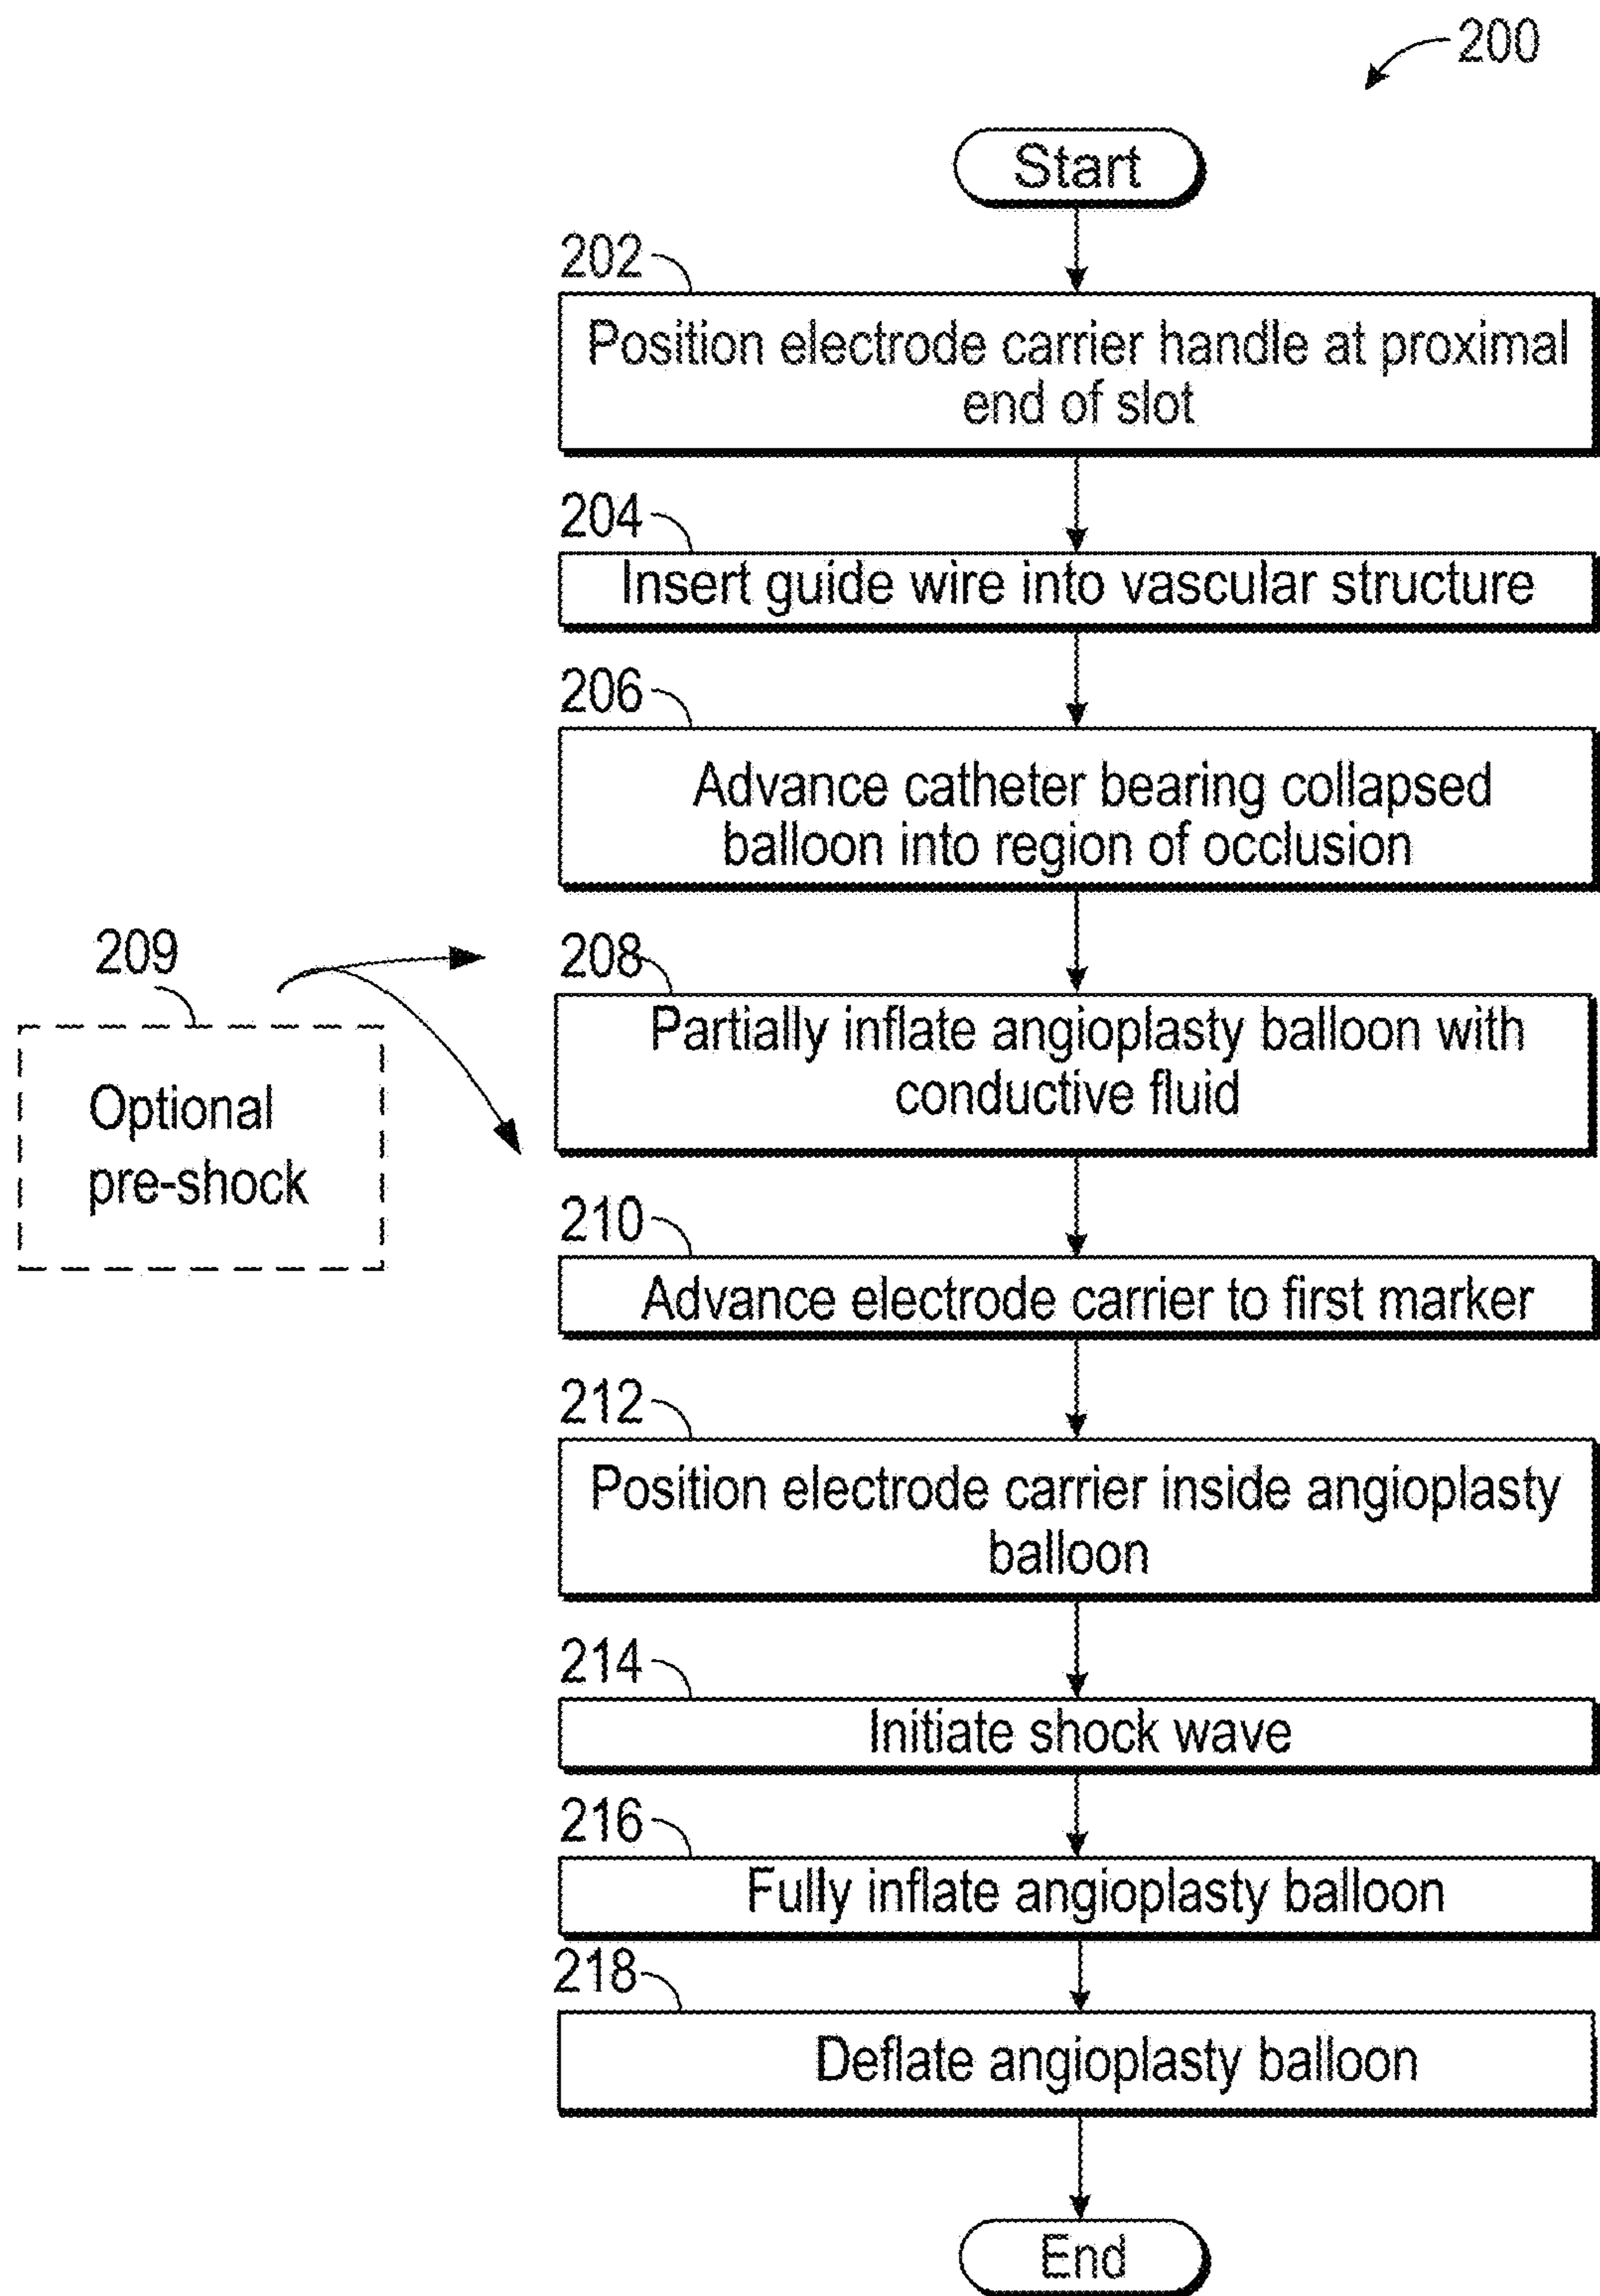 200
Start
202
Position electrode carrier handle at proximal
end of slot
204
Insert guide wire into vascular structure
206
Advance catheter bearing collapsed
balloon into region of occlusion
209
Optional
pre-shock
208
Partially inflate angioplasty balloon with
conductive fluid
210
Advance electrode carrier to first marker
212
Position electrode carrier inside angioplasty
balloon
214
Initiate shock wave
216
Fully inflate angioplasty balloon
218
Deflate angioplasty balloon
End